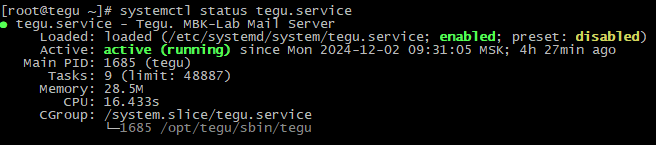 [root@tegu ~]# systemctl status tegu.service
● tegu.service - Tegu. MBK-Lab Mail Server
Loaded: loaded (/etc/systemd/system/tegu.service; enabled; preset: disabled)
Active: active (running) since Mon 2024-12-02 09:31:05 MSK; 4h 27min ago
Main PID: 1685 (tegu)
Tasks: 9 (limit: 48887)
Memory: 28.5M
CPU: 16.433s
CGroup: /system.slice/tegu.service
└─1685 /opt/tegu/sbin/tegu